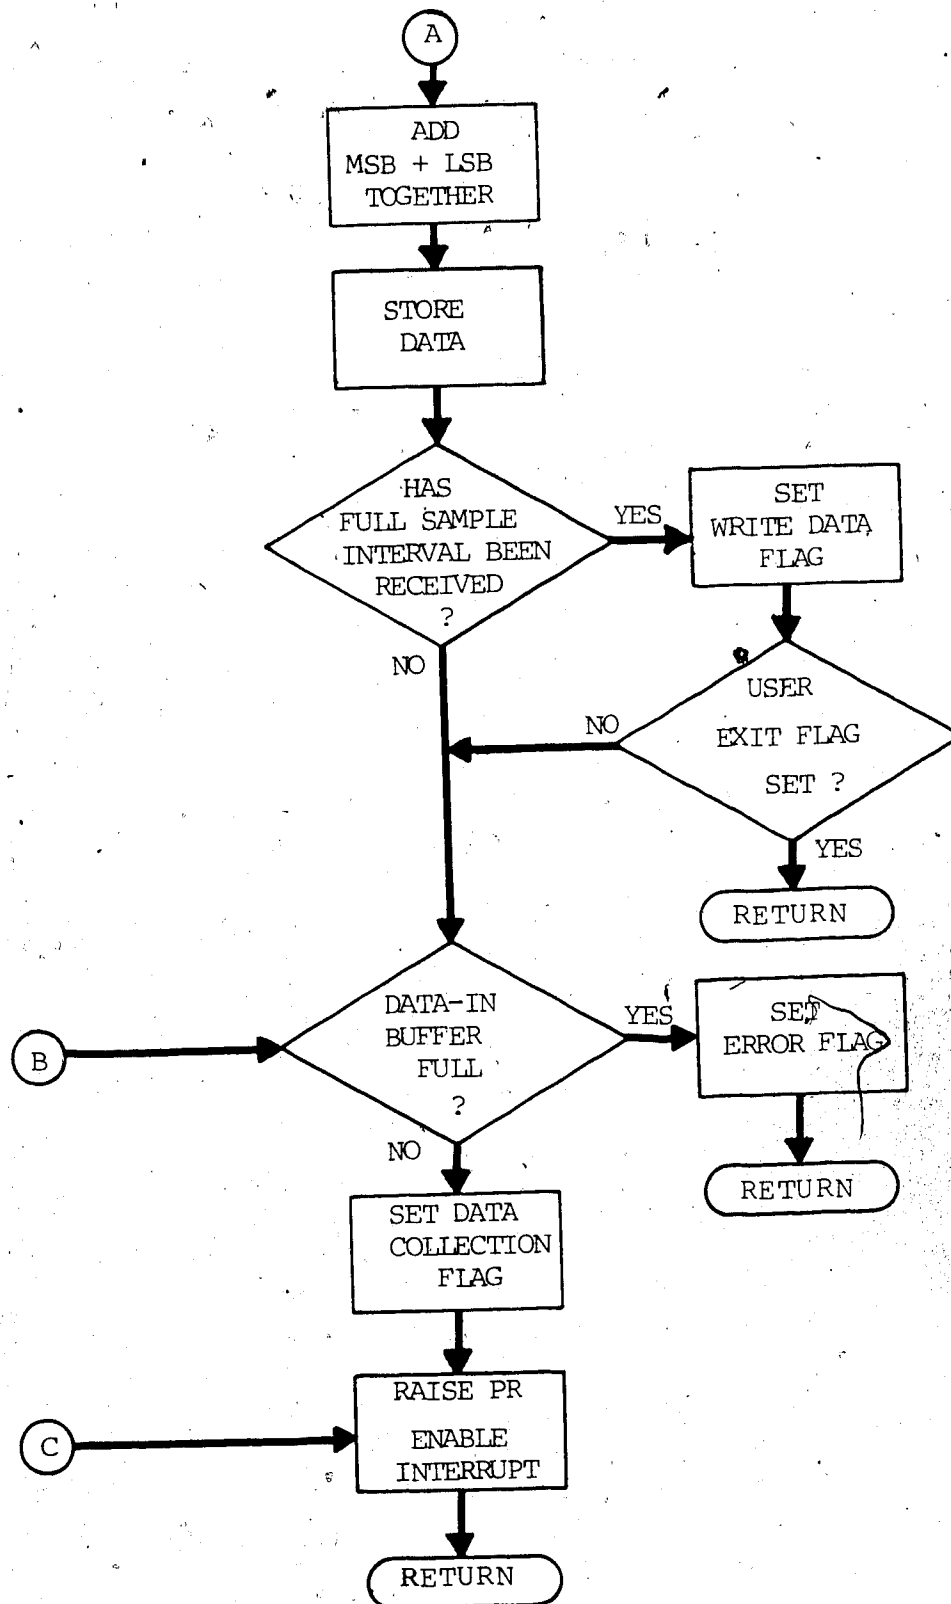 A
ADD
MSB + LSB
TOGETHER
STORE
DATA
HAS
FULL SAMPLE
INTERVAL BEEN
RECEIVED
?
YES
NO
SET
WRITE DATA
FLAG
USER
EXIT FLAG
SET ?
NO
YES
RETURN
B
DATA-IN
BUFFER
FULL
?
YES
NO
SET
ERROR FLAG
RETURN
SET DATA
COLLECTION
FLAG
C
RAISE PR
ENABLE
INTERRUPT
RETURN